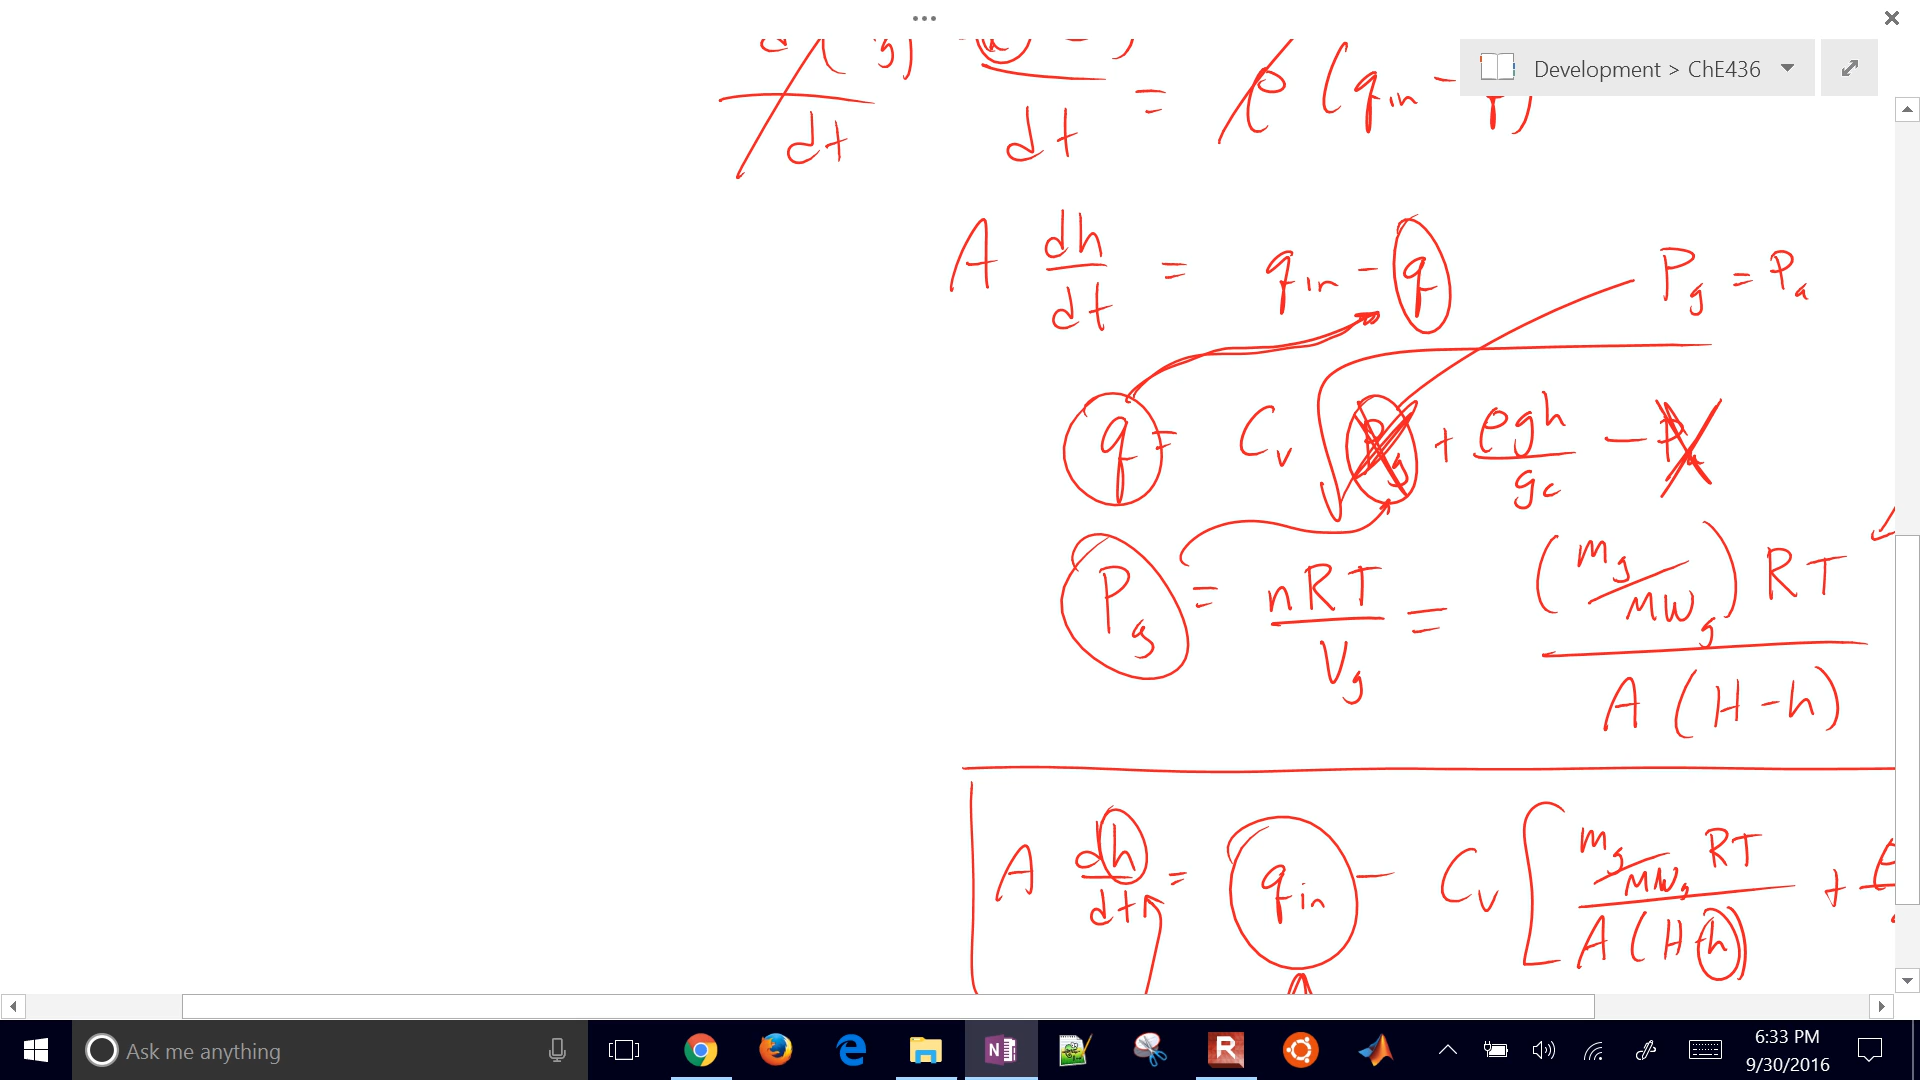 Development > ChE436
dt dt = ρ (q_in -
A dh/dt = q_in - q P_g = P_a
q = C_v √ P_g + ρgh/gc - P_a
P_g = nRT/V_g = (m_g/MW_g) RT / A (H-h)
A dh/dt = q_in - C_v [ m_g/MW_g RT / A (H-h) +
Ask me anything
6:33 PM
9/30/2016